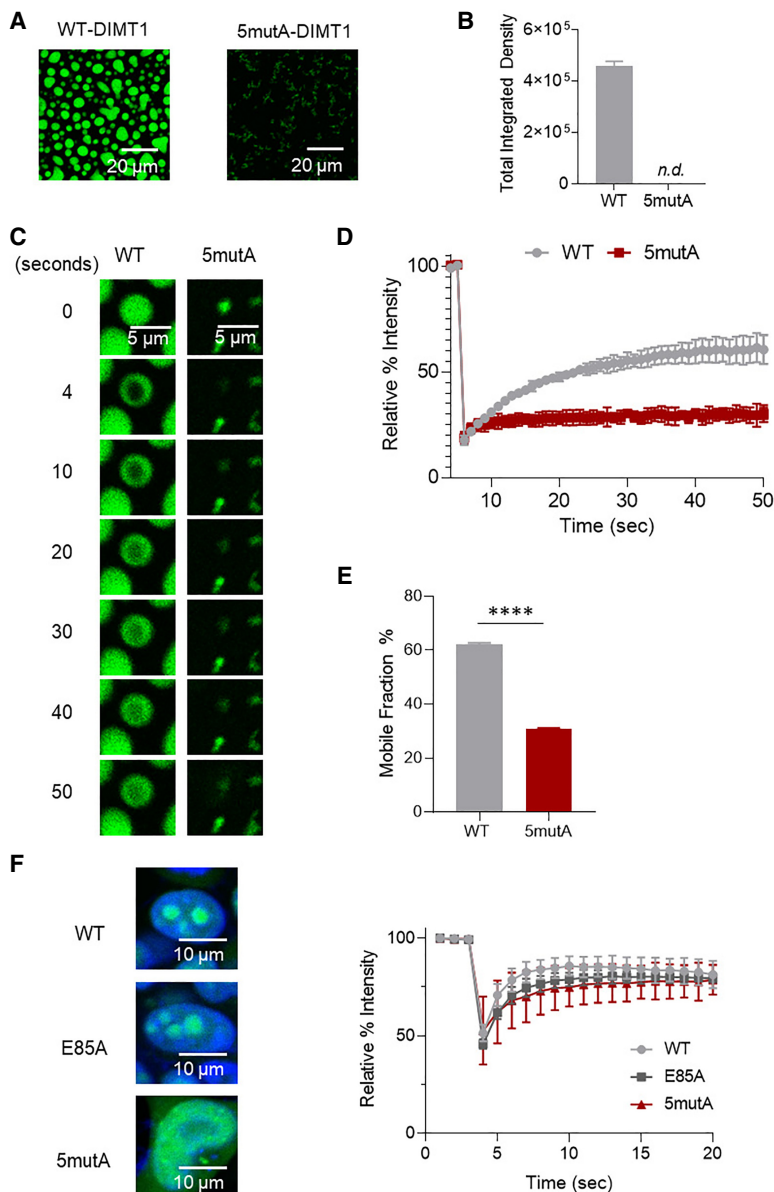 A
WT-DIMT1
5mutA-DIMT1
20 µm
20 µm
B
Total Integrated Density
6×10⁵
4×10⁵
2×10⁵
0
n.d.
WT
5mutA
C
(seconds)
WT
5mutA
0
5 µm
5 µm
4
10
20
30
40
50
D
WT
5mutA
Relative % Intensity
100
50
0
10
20
30
40
50
Time (sec)
E
Mobile Fraction %
80
60
40
20
0
****
WT
5mutA
F
WT
10 µm
E85A
10 µm
5mutA
10 µm
Relative % Intensity
100
50
0
WT
E85A
5mutA
0
5
10
15
20
Time (sec)